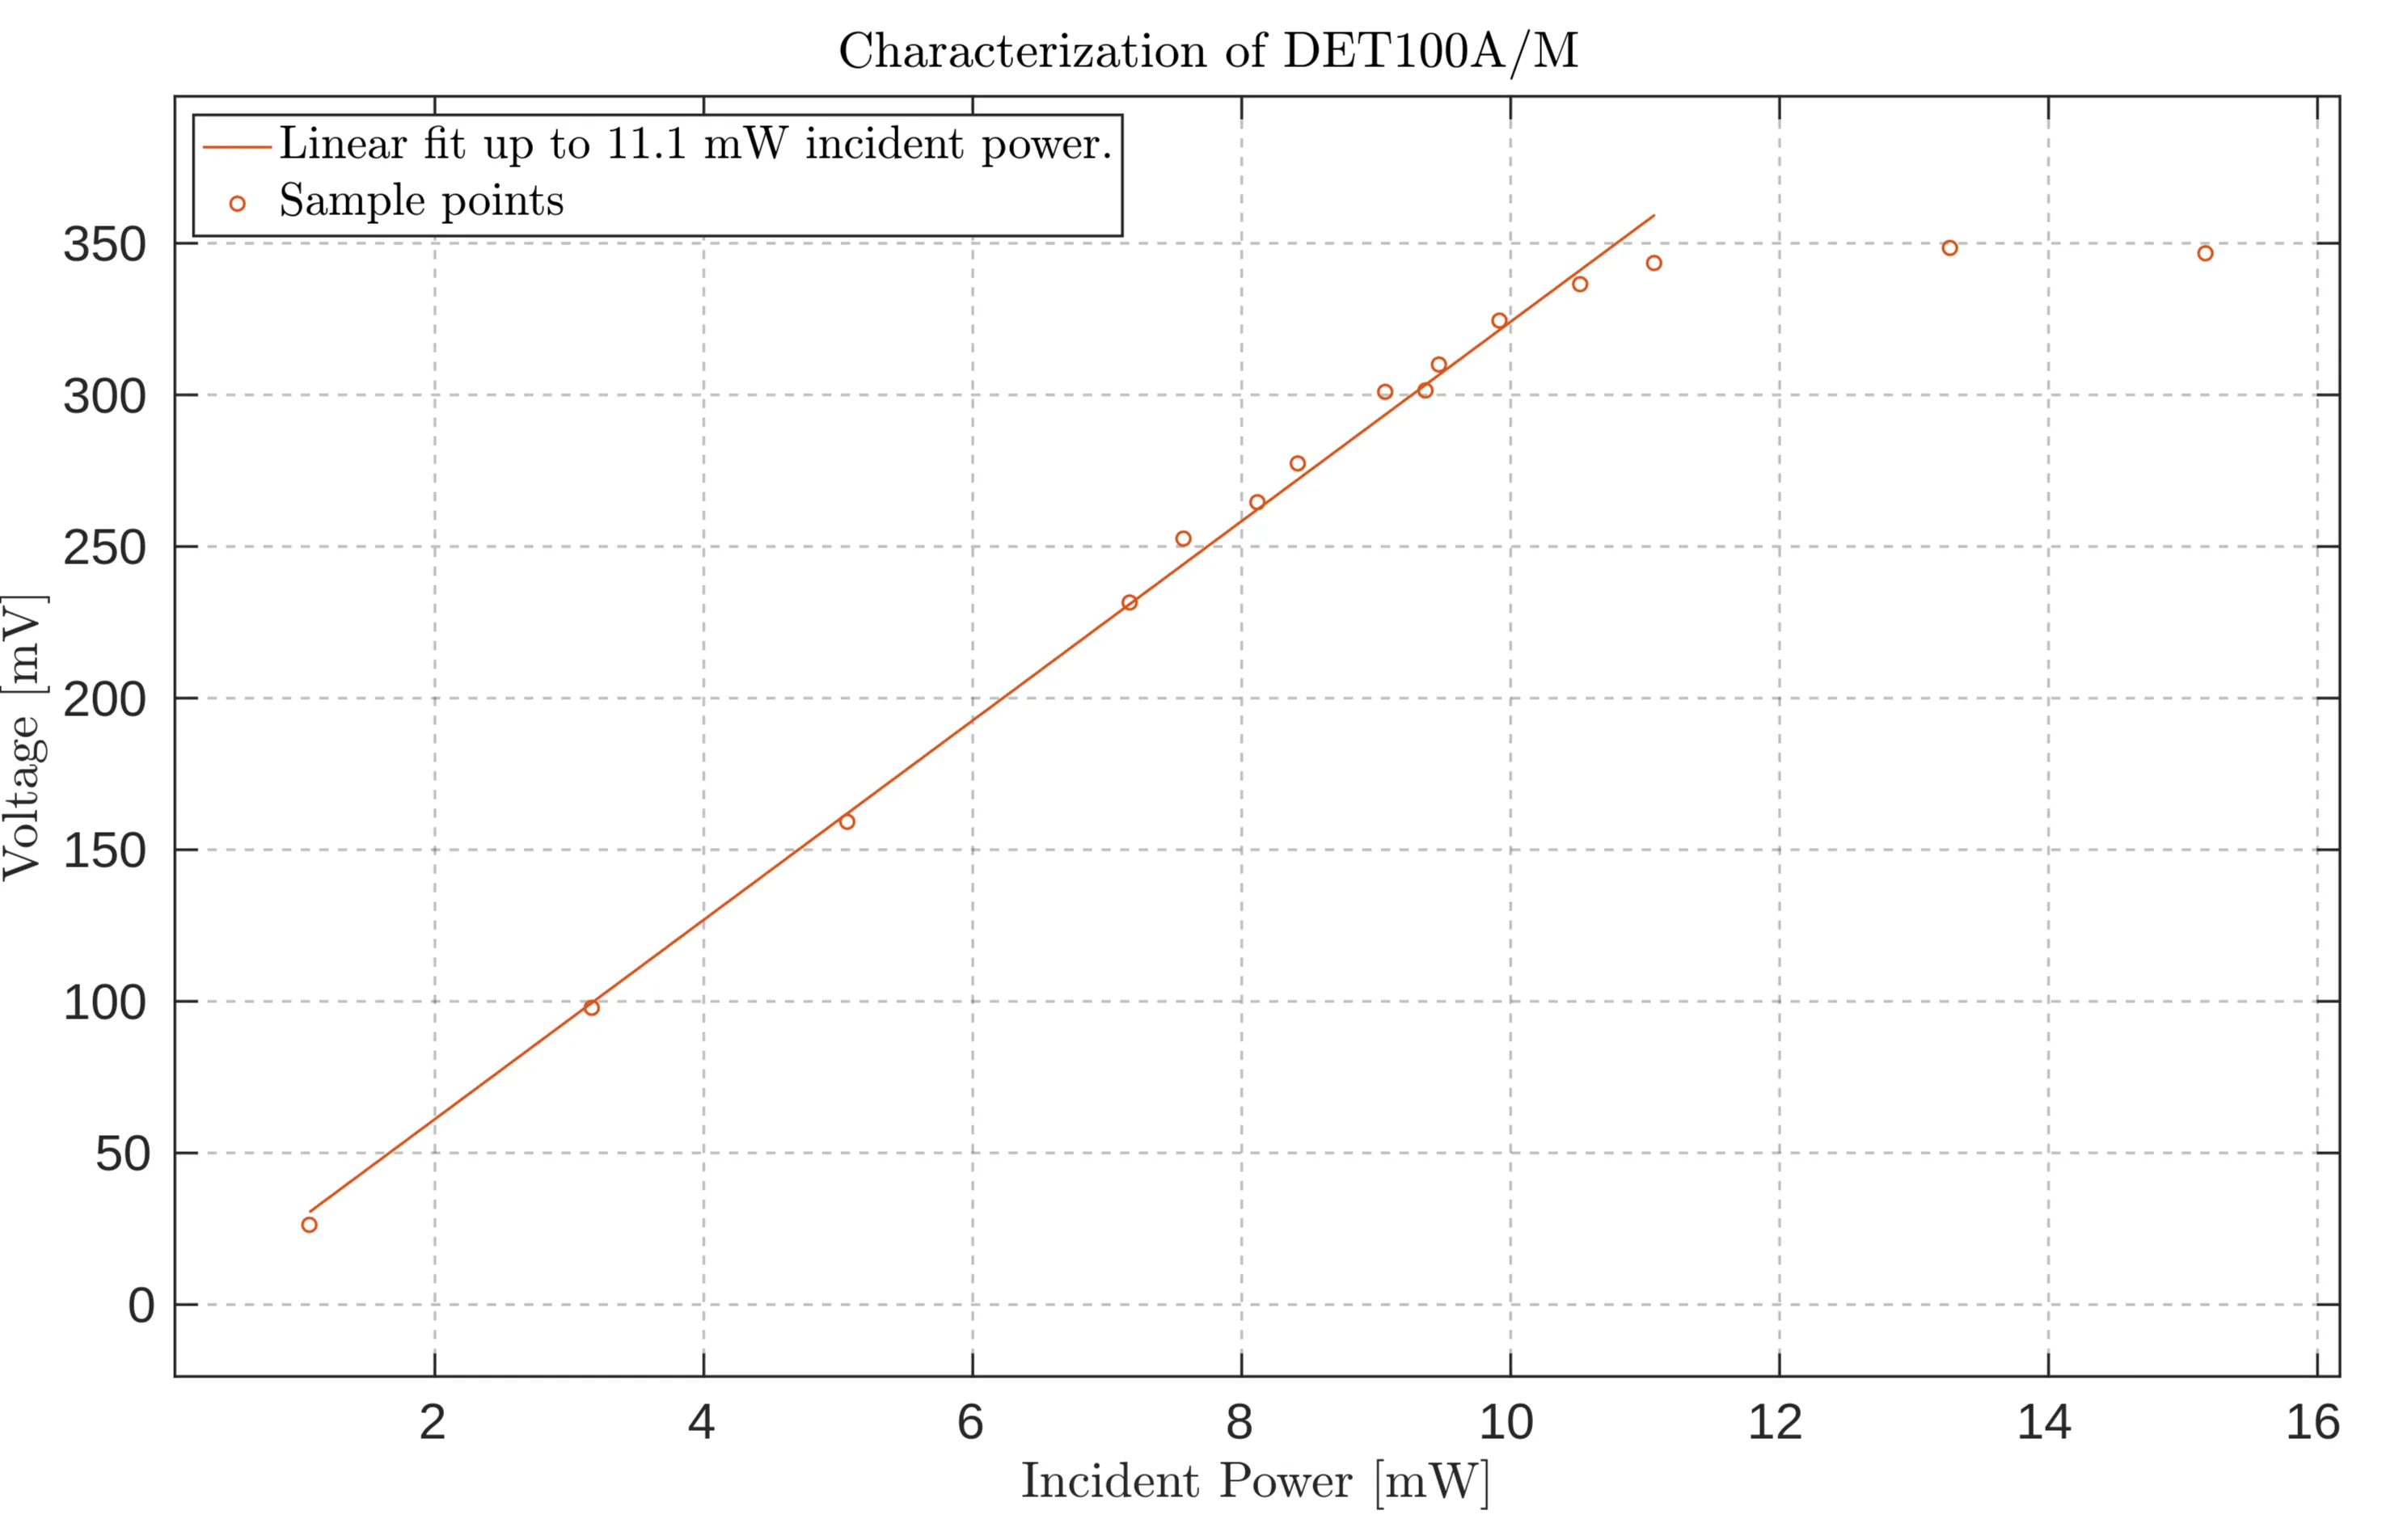 Characterization of DET100A/M
Linear fit up to 11.1 mW incident power.
Sample points
Voltage [mV]
350
300
250
200
150
100
50
0
2 4 6 8 10 12 14 16
Incident Power [mW]